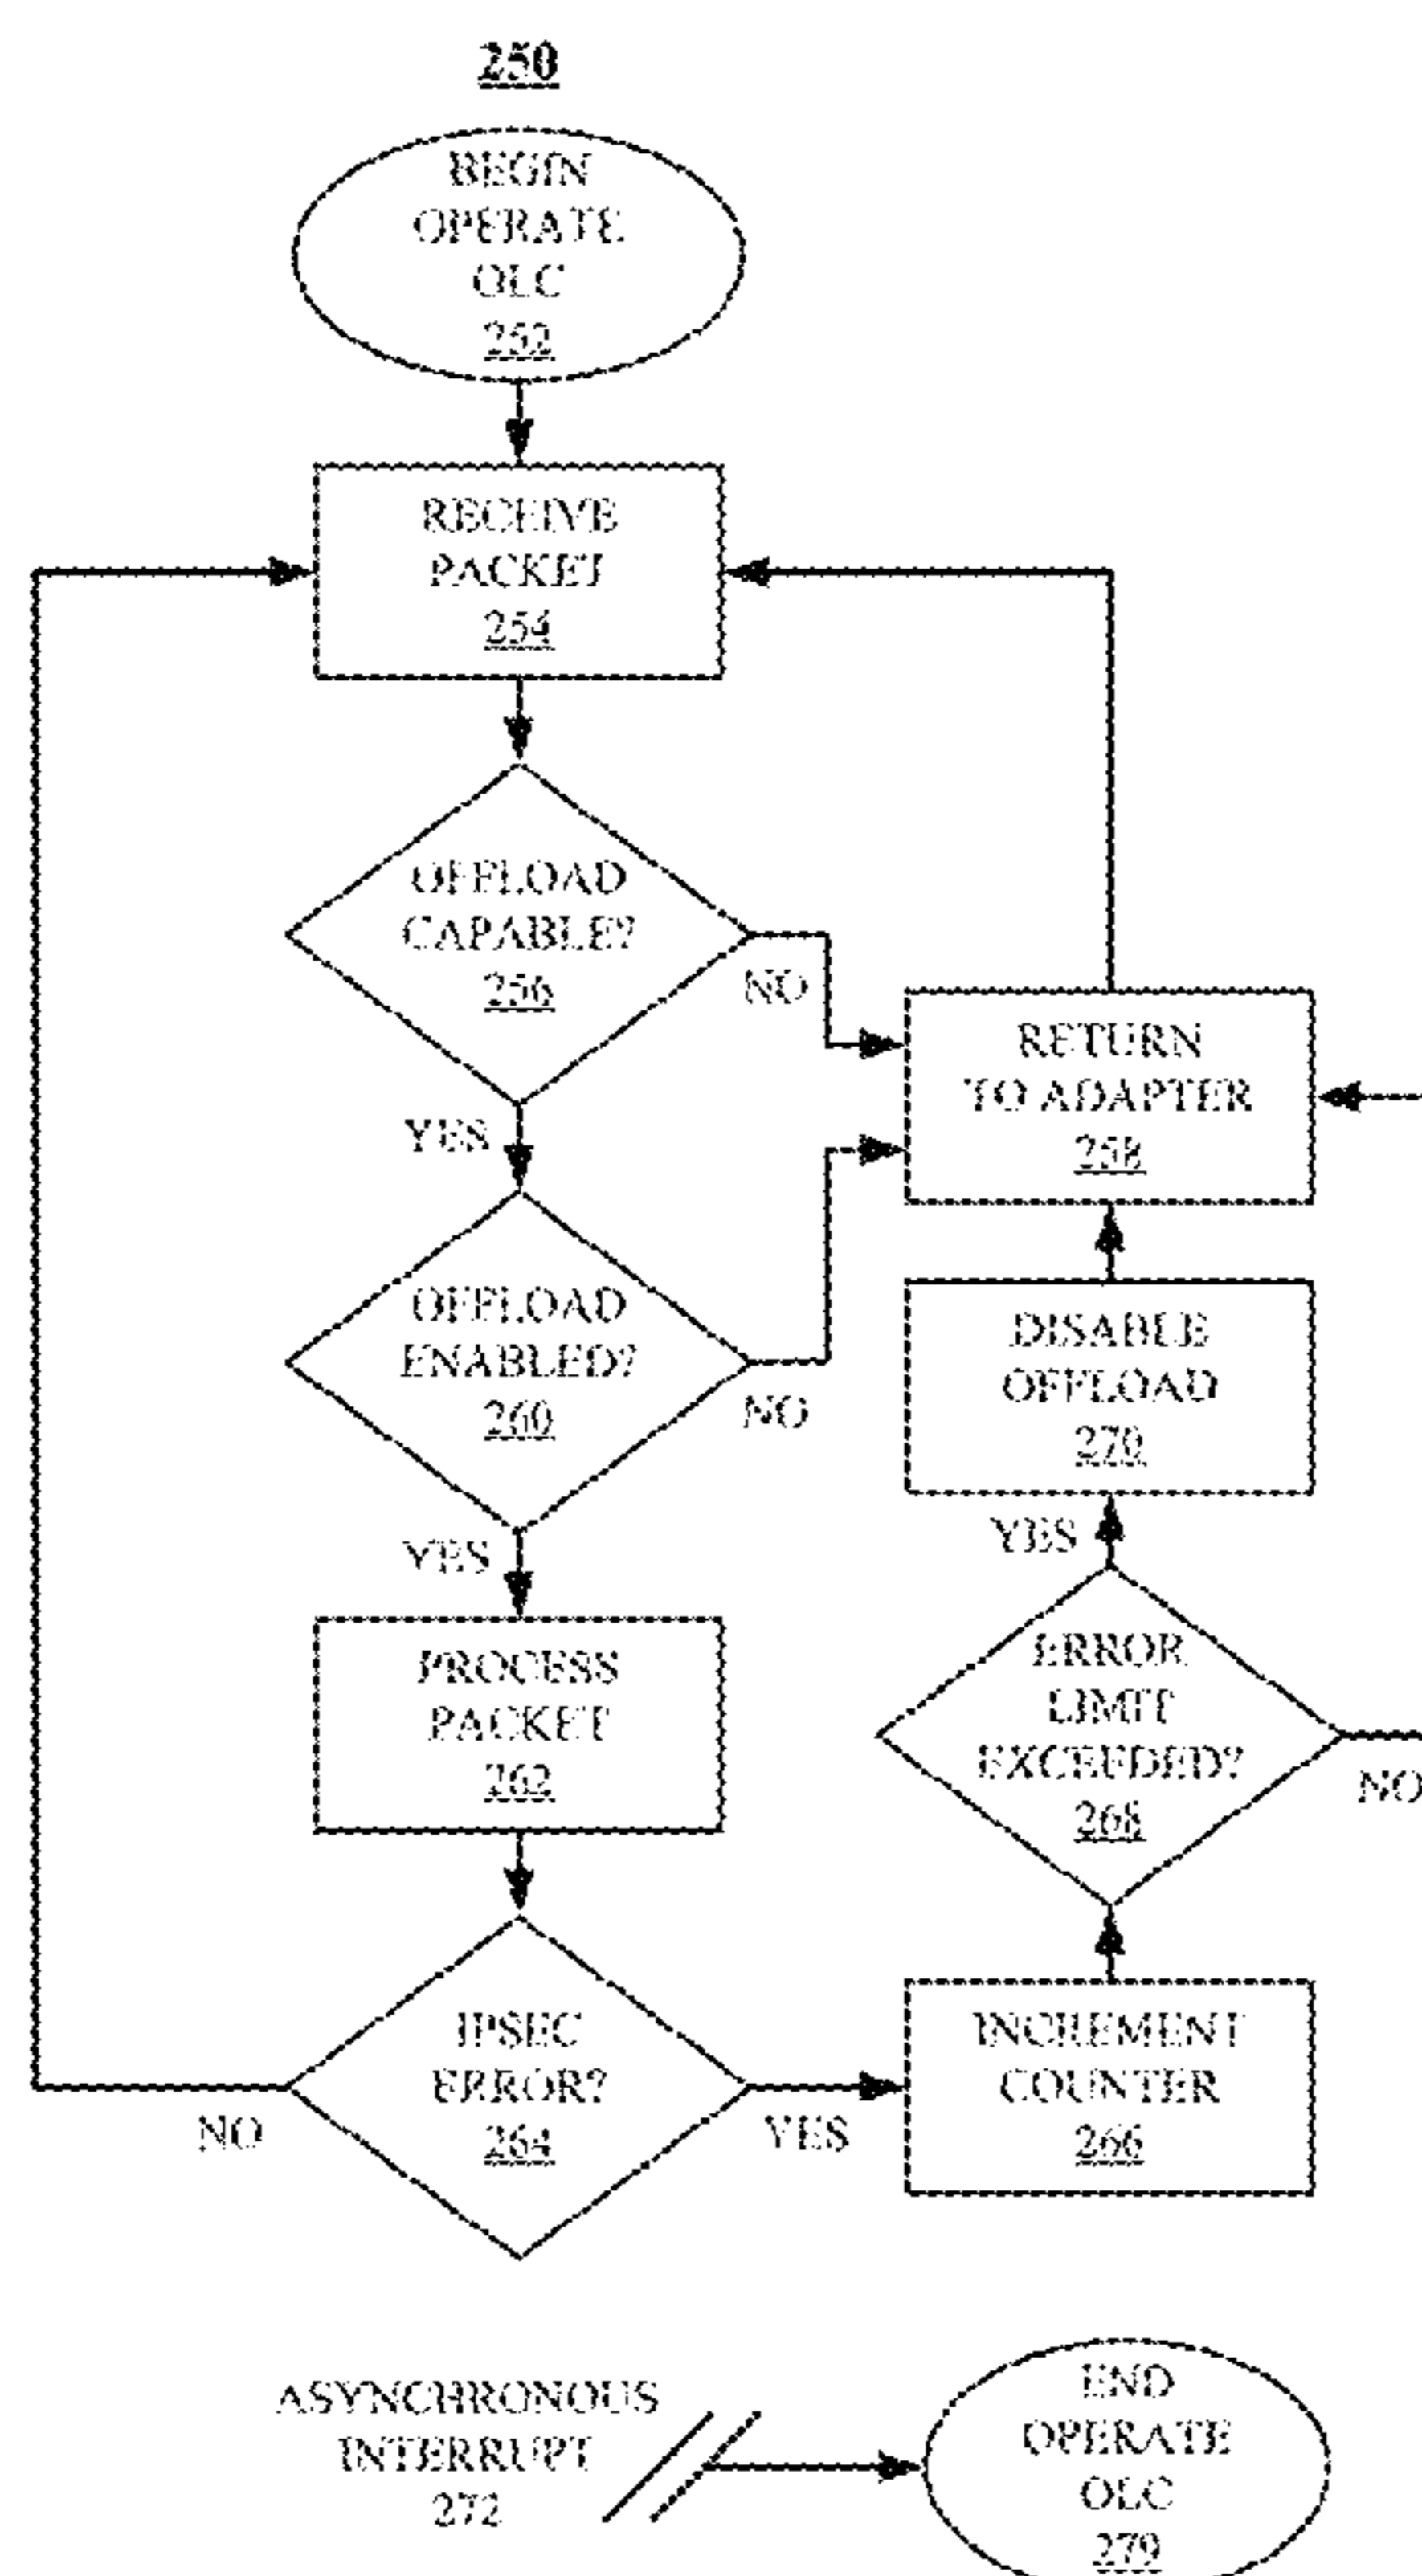 250
BEGIN
OPERATE
OLC
252
RECEIVE
PACKET
254
OFFLOAD
CAPABLE?
256
NO
YES
RETURN
TO ADAPTER
258
OFFLOAD
ENABLED?
260
NO
YES
DISABLE
OFFLOAD
270
YES
PROCESS
PACKET
262
ERROR
LIMIT
EXCEEDED?
268
NO
IPSEC
ERROR?
264
NO
YES
INCREMENT
COUNTER
266
ASYNCHRONOUS
INTERRUPT
272
END
OPERATE
OLC
279